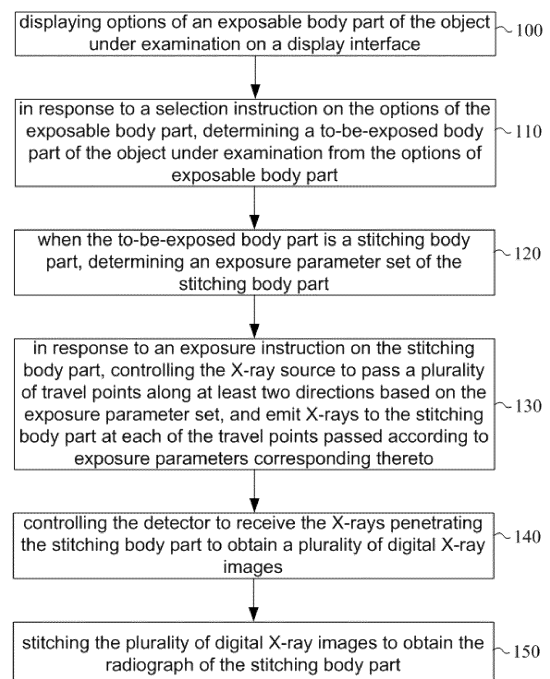 displaying options of an exposable body part of the object
under examination on a display interface
100
in response to a selection instruction on the options of the
exposable body part, determining a to-be-exposed body
part of the object under examination from the options of
exposable body part
110
when the to-be-exposed body part is a stitching body
part, determining an exposure parameter set of the
stitching body part
120
in response to an exposure instruction on the stitching
body part, controlling the X-ray source to pass a plurality
of travel points along at least two directions based on the
exposure parameter set, and emit X-rays to the stitching
body part at each of the travel points passed according to
exposure parameters corresponding thereto
130
controlling the detector to receive the X-rays penetrating
the stitching body part to obtain a plurality of digital X-ray
images
140
stitching the plurality of digital X-ray images to obtain the
radiograph of the stitching body part
150